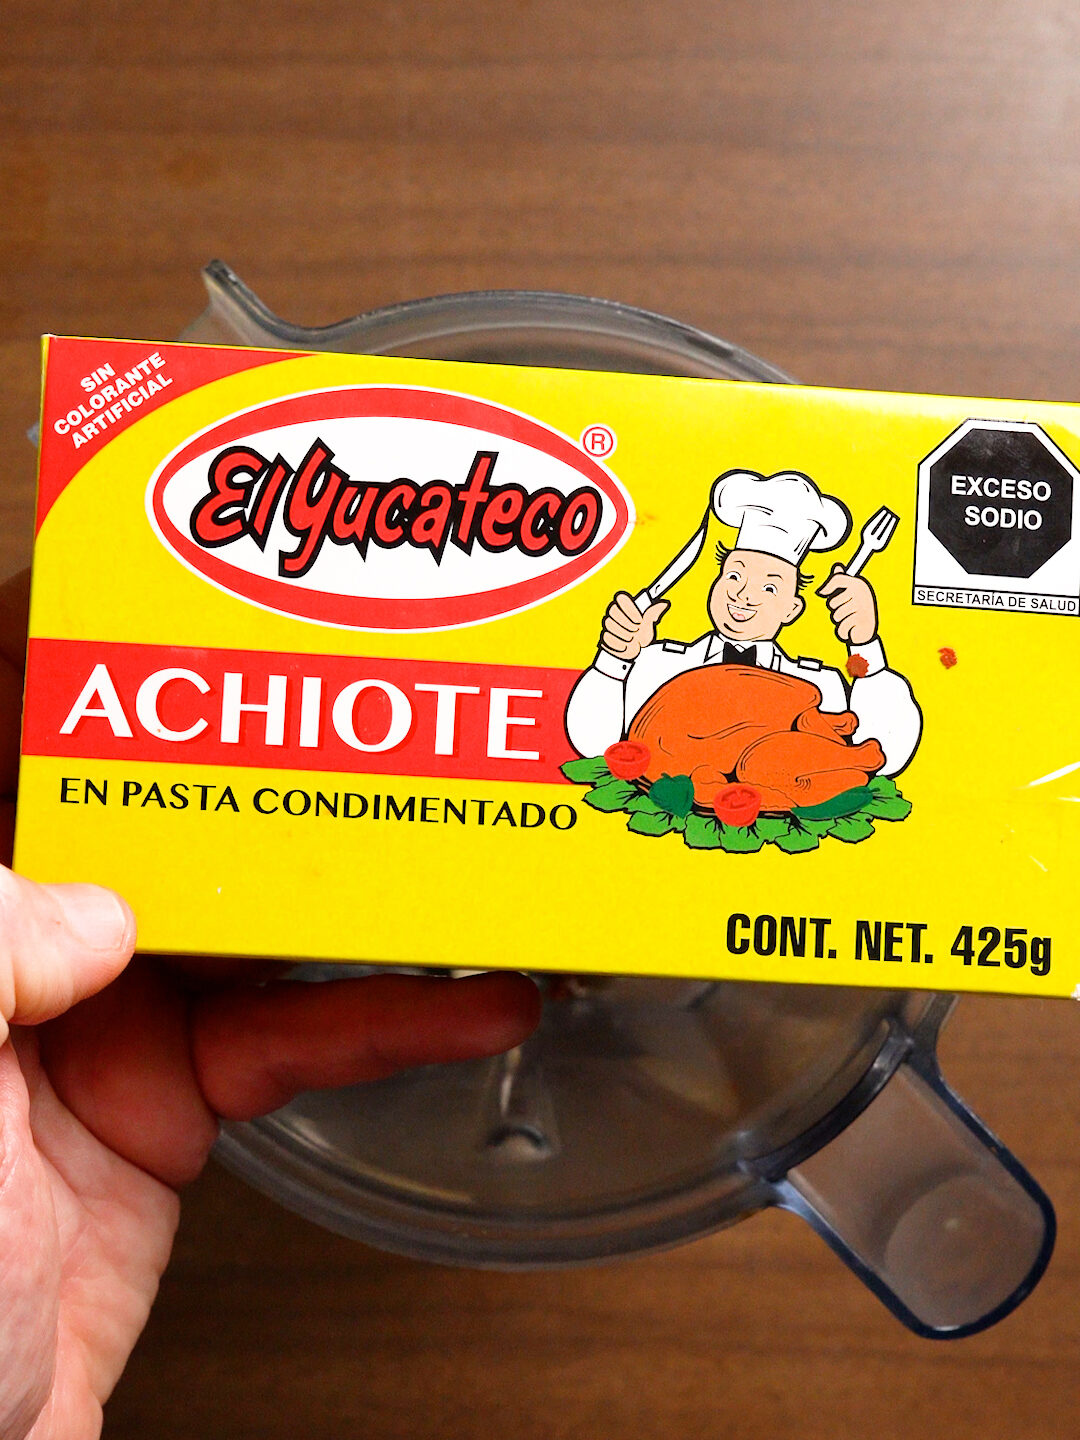 SIN
COLORANTE
ARTIFICIAL
El Yucateco®
EXCESO
SODIO
SECRETARÍA DE SALUD
ACHIOTE
EN PASTA CONDIMENTADO
CONT. NET. 425g